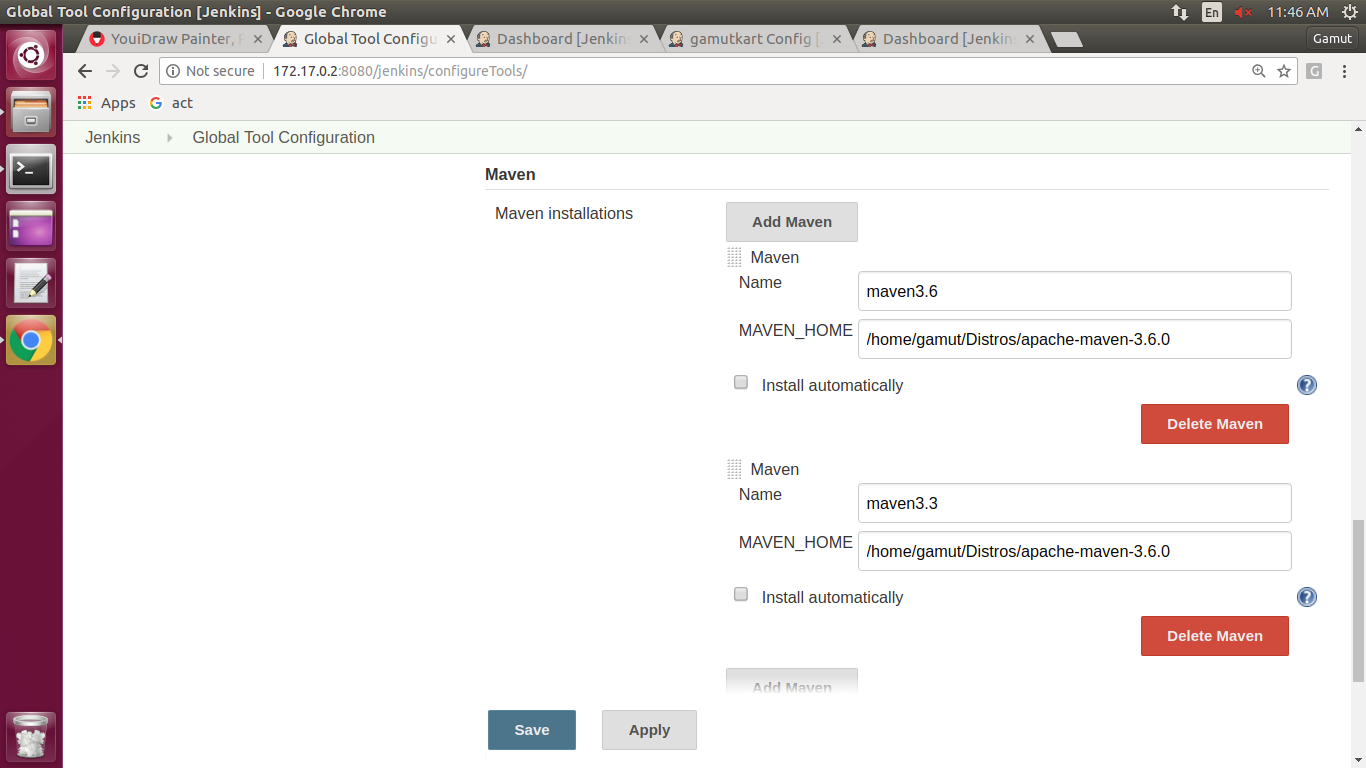 Global Tool Configuration [Jenkins] - Google Chrome
En
11:46 AM
YouiDraw Painter,
Global Tool Configu
Dashboard [Jenkins
gamutkart Config [
Dashboard [Jenkins
Gamut
Not secure
172.17.0.2:8080/jenkins/configureTools/
G
Apps
act
Jenkins
Global Tool Configuration
Maven
Maven installations
Add Maven
Maven
Name
maven3.6
MAVEN_HOME
/home/gamut/Distros/apache-maven-3.6.0
Install automatically
?
Delete Maven
Maven
Name
maven3.3
MAVEN_HOME
/home/gamut/Distros/apache-maven-3.6.0
Install automatically
?
Delete Maven
Add Maven
Save
Apply